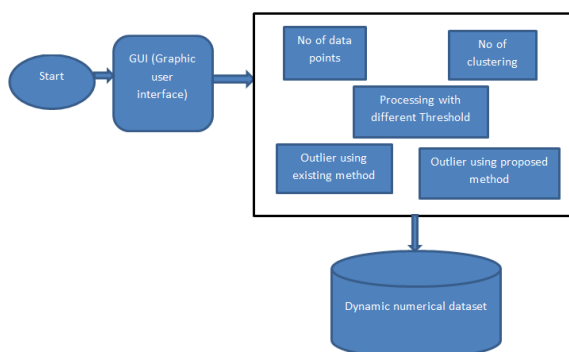 Start
GUI (Graphic
user
interface)
No of data
points
No of
clustering
Processing with
different Threshold
Outlier using
existing method
Outlier using proposed
method
Dynamic numerical dataset